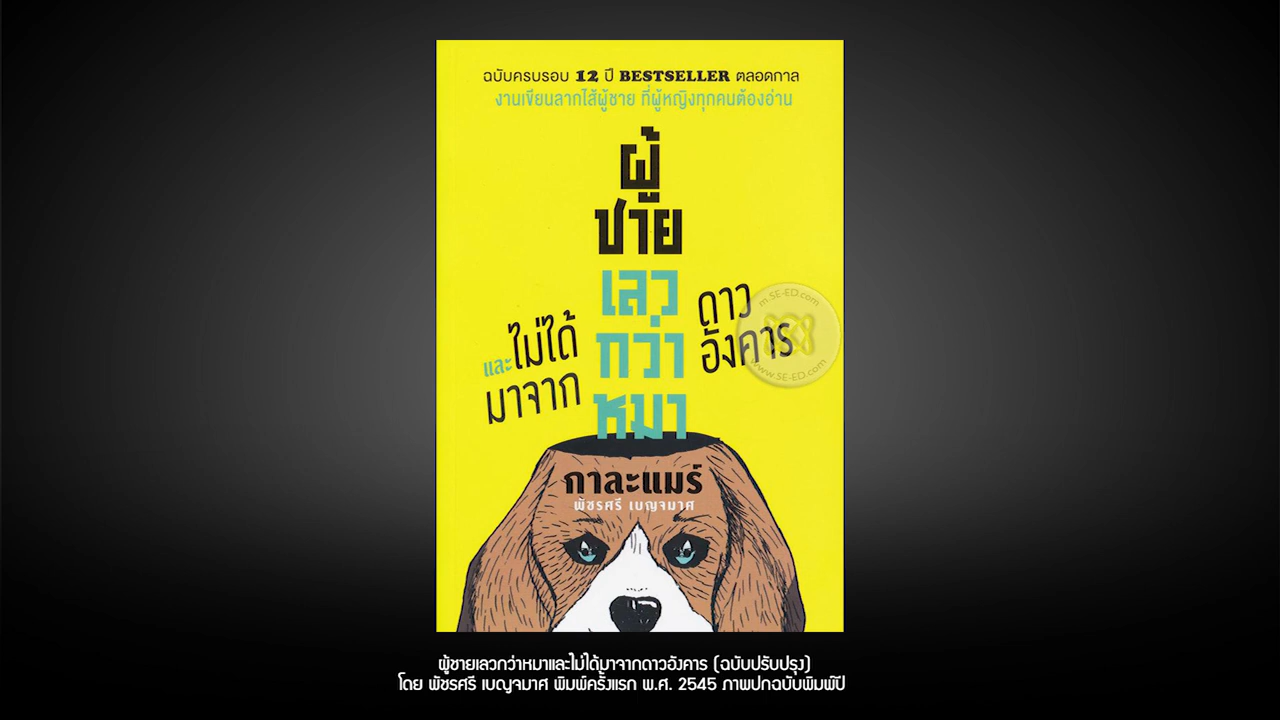 ฉบับครบรอบ 12 ปี BESTSELLER ตลอดกาล
งานเขียนลากไส้ผู้ชาย ที่ผู้หญิงทุกคนต้องอ่าน
ผู้
ชาย
เลว
กว่า
หมา
และไม่ได้
มาจาก
ดาว
อังคาร
m.SE-ED.com
www.SE-ED.com
กาละแมร์
พัชรศรี เบญจมาศ
ผู้ชายเลวกว่าหมาและไม่ได้มาจากดาวอังคาร (ฉบับปรับปรุง)
โดย พัชรศรี เบญจมาศ พิมพ์ครั้งแรก พ.ศ. 2545 ภาพปกฉบับพิมพ์ปี